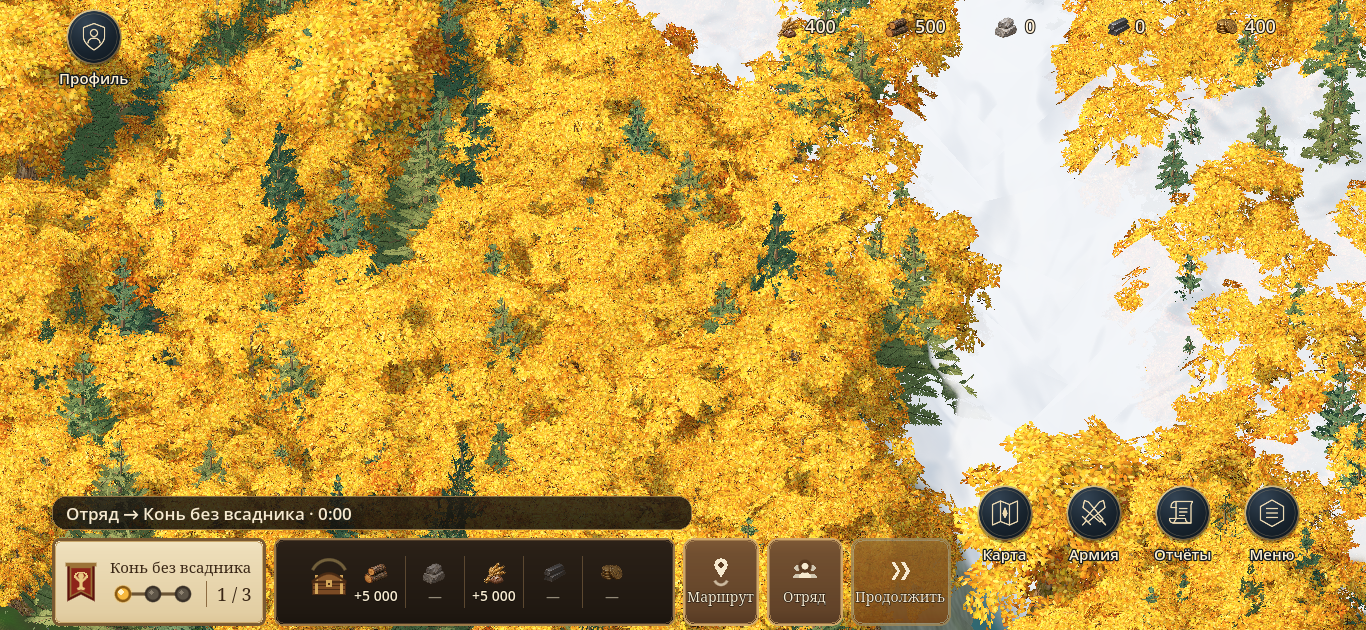 400
500
0
0
400
Профиль
Отряд → Конь без всадника · 0:00
Конь без всадника
1 / 3
+5 000
—
+5 000
—
—
Маршрут
Отряд
Продолжить
Карта
Армия
Отчёты
Меню